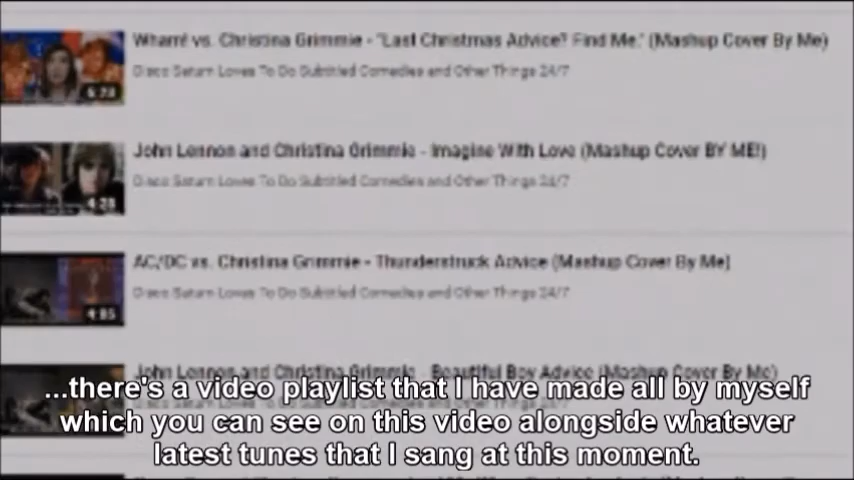 Wham! vs. Christina Grimmie - "Last Christmas Advice? Find Me." (Mashup Cover By Me)
Disco Saturn Loves To Do Subtitled Comedies and Other Things 24/7
John Lennon and Christina Grimmie - Imagine With Love (Mashup Cover BY ME!)
Disco Saturn Loves To Do Subtitled Comedies and Other Things 24/7
4:28
AC/DC vs. Christina Grimmie - Thunderstruck Advice (Mashup Cover By Me)
Disco Saturn Loves To Do Subtitled Comedies and Other Things 24/7
John Lennon and Christina Grimmie - Beautiful Boy Advice (Mashup Cover By Me)
...there's a video playlist that I have made all by myself
which you can see on this video alongside whatever
latest tunes that I sang at this moment.